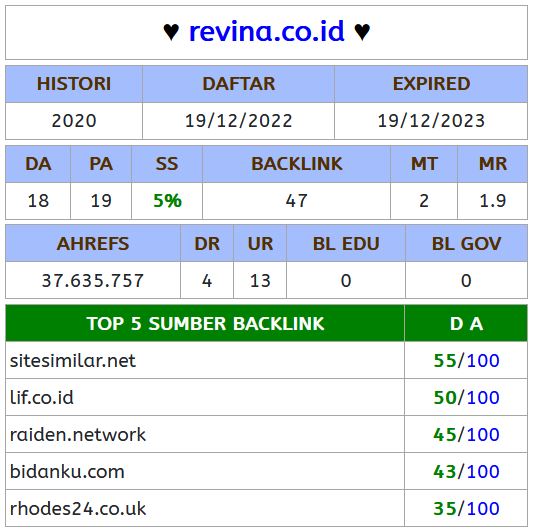 ♥ revina.co.id ♥
HISTORI DAFTAR EXPIRED
2020 19/12/2022 19/12/2023
DA PA SS BACKLINK MT MR
18 19 5% 47 2 1.9
AHREFS DR UR BL EDU BL GOV
37.635.757 4 13 0 0
TOP 5 SUMBER BACKLINK D A
sitesimilar.net 55/100
lif.co.id 50/100
raiden.network 45/100
bidanku.com 43/100
rhodes24.co.uk 35/100